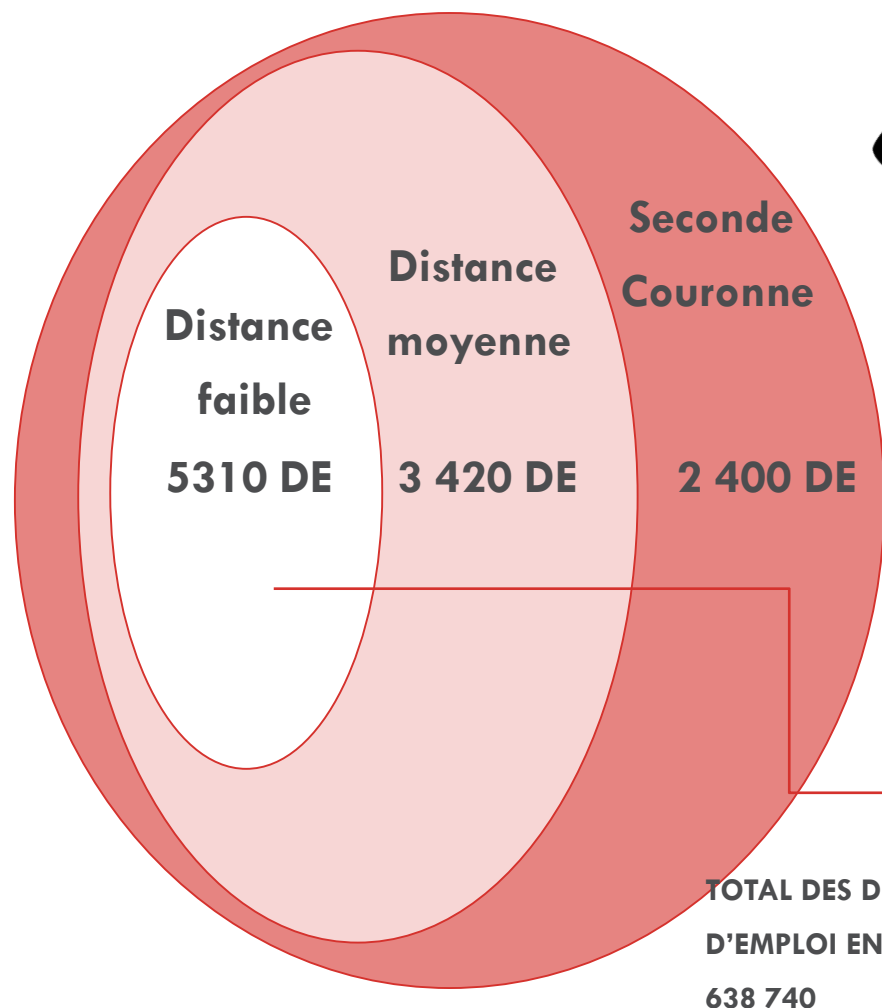 Distance
faible
5310 DE
Distance
moyenne
3 420 DE
Seconde
Couronne
2 400 DE
TOTAL DES D
D’EMPLOI EN
638 740